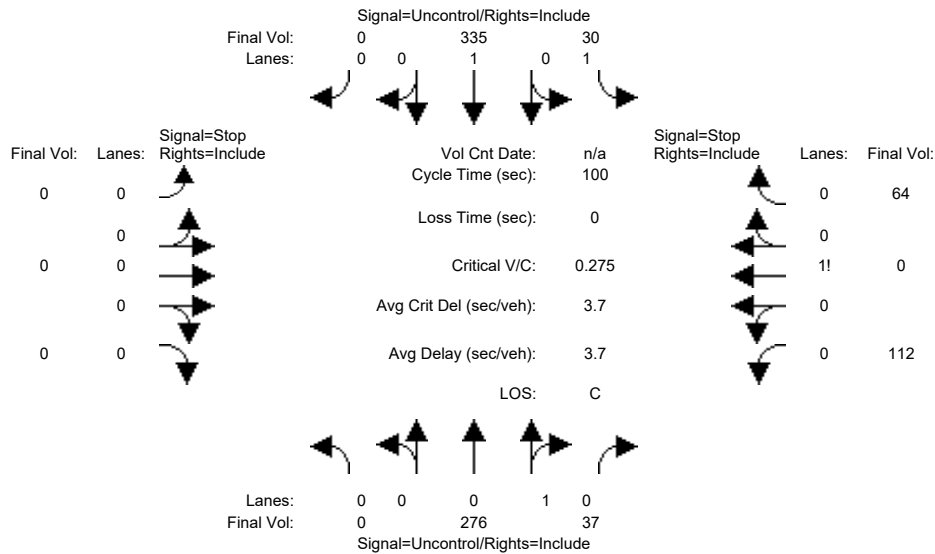 Signal=Uncontrol/Rights=Include
Final Vol: 0 335 30
Lanes: 0 0 1 0 1
Signal=Stop Signal=Stop
Final Vol: Lanes: Rights=Include Vol Cnt Date: n/a Rights=Include Lanes: Final Vol:
Cycle Time (sec): 100
0 0 0 64
Loss Time (sec): 0
0 0
0 0 Critical V/C: 0.275 1! 0
0 Avg Crit Del (sec/veh): 3.7 0
0 0 Avg Delay (sec/veh): 3.7 0 112
LOS: C
Lanes: 0 0 0 1 0
Final Vol: 0 276 37
Signal=Uncontrol/Rights=Include